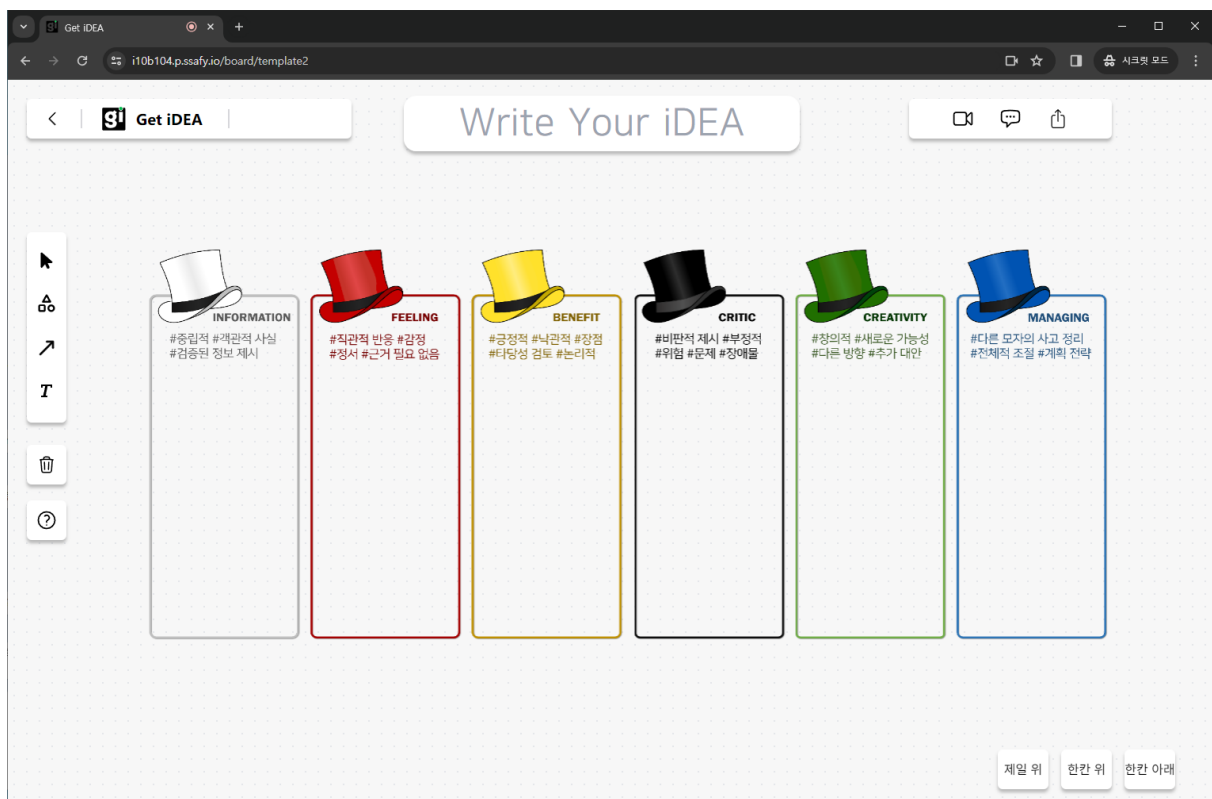 Get iDEA
i10b104.p.ssafy.io/board/template2
시크릿 모드
gi Get iDEA
Write Your iDEA
INFORMATION
#중립적 #객관적 사실
#검증된 정보 제시
FEELING
#직관적 반응 #감정
#정서 #근거 필요 없음
BENEFIT
#긍정적 #낙관적 #장점
#타당성 검토 #논리적
CRITIC
#비판적 제시 #부정적
#위험 #문제 #장애물
CREATIVITY
#창의적 #새로운 가능성
#다른 방향 #추가 대안
MANAGING
#다른 모자의 사고 정리
#전체적 조절 #계획 전략
T
제일 위
한칸 위
한칸 아래